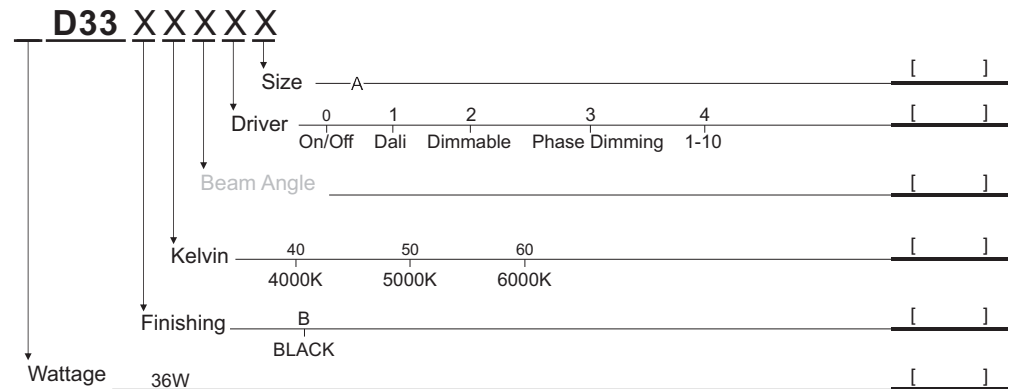 D33 X X X X X
Size A [ ]
0 1 2 3 4
Driver [ ]
On/Off Dali Dimmable Phase Dimming 1-10
Beam Angle [ ]
40 50 60
Kelvin [ ]
4000K 5000K 6000K
Finishing B [ ]
BLACK
Wattage 36W [ ]